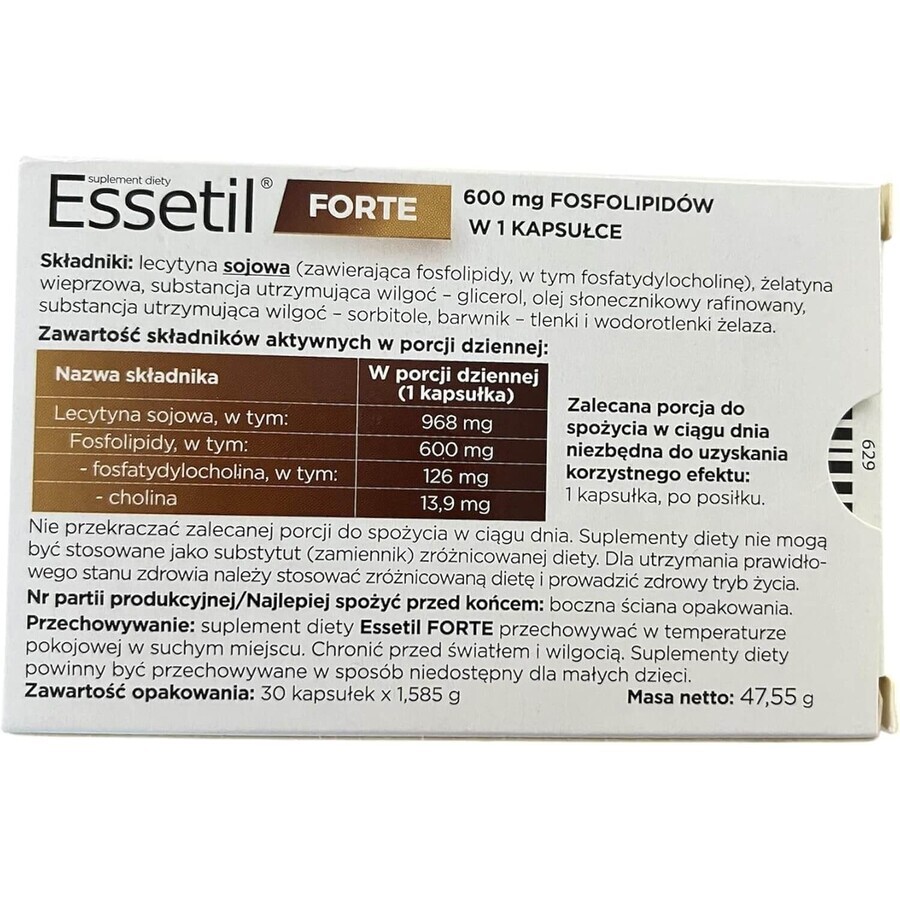 suplement diety
Essetil® FORTE
600 mg FOSFOLIPIDÓW
W 1 KAPSUŁCE
Składniki: lecytyna sojowa (zawierająca fosfolipidy, w tym fosfatydylocholinę), żelatyna
wieprzowa, substancja utrzymująca wilgoć – glicerol, olej słonecznikowy rafinowany,
substancja utrzymująca wilgoć – sorbitole, barwnik – tlenki i wodorotlenki żelaza.
Zawartość składników aktywnych w porcji dziennej:
Nazwa składnika W porcji dziennej
(1 kapsułka)
Lecytyna sojowa, w tym: 968 mg
Fosfolipidy, w tym: 600 mg
- fosfatydylocholina, w tym: 126 mg
- cholina 13,9 mg
Zalecana porcja do
spożycia w ciągu dnia
niezbędna do uzyskania
korzystnego efektu:
1 kapsułka, po posiłku.
629
Nie przekraczać zalecanej porcji do spożycia w ciągu dnia. Suplementy diety nie mogą
być stosowane jako substytut (zamiennik) zróżnicowanej diety. Dla utrzymania prawidło-
wego stanu zdrowia należy stosować zróżnicowaną dietę i prowadzić zdrowy tryb życia.
Nr partii produkcyjnej/Najlepiej spożyć przed końcem: boczna ściana opakowania.
Przechowywanie: suplement diety Essetil FORTE przechowywać w temperaturze
pokojowej w suchym miejscu. Chronić przed światłem i wilgocią. Suplementy diety
powinny być przechowywane w sposób niedostępny dla małych dzieci.
Zawartość opakowania: 30 kapsułek x 1,585 g Masa netto: 47,55 g